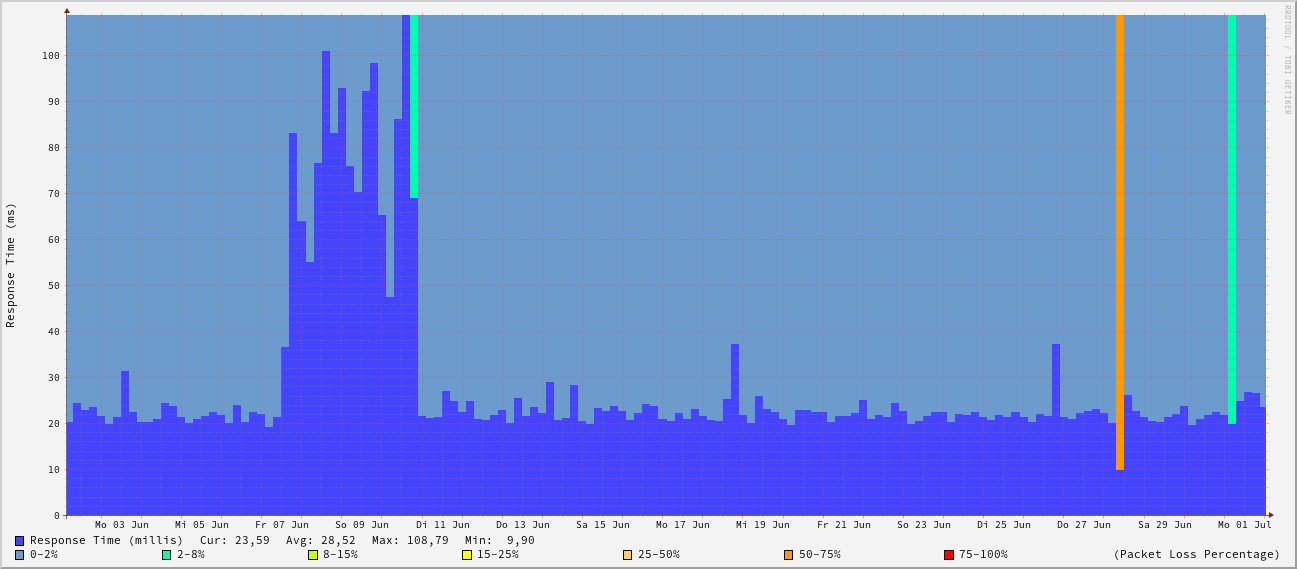 RRDTOOL / TOBI OETIKER
Response Time (ms)
100
90
80
70
60
50
40
30
20
10
0
Mo 03 Jun Mi 05 Jun Fr 07 Jun So 09 Jun Di 11 Jun Do 13 Jun Sa 15 Jun Mo 17 Jun Mi 19 Jun Fr 21 Jun So 23 Jun Di 25 Jun Do 27 Jun Sa 29 Jun Mo 01 Jul
Response Time (millis) Cur: 23,59 Avg: 28,52 Max: 108,79 Min: 9,90
0-2% 2-8% 8-15% 15-25% 25-50% 50-75% 75-100% (Packet Loss Percentage)